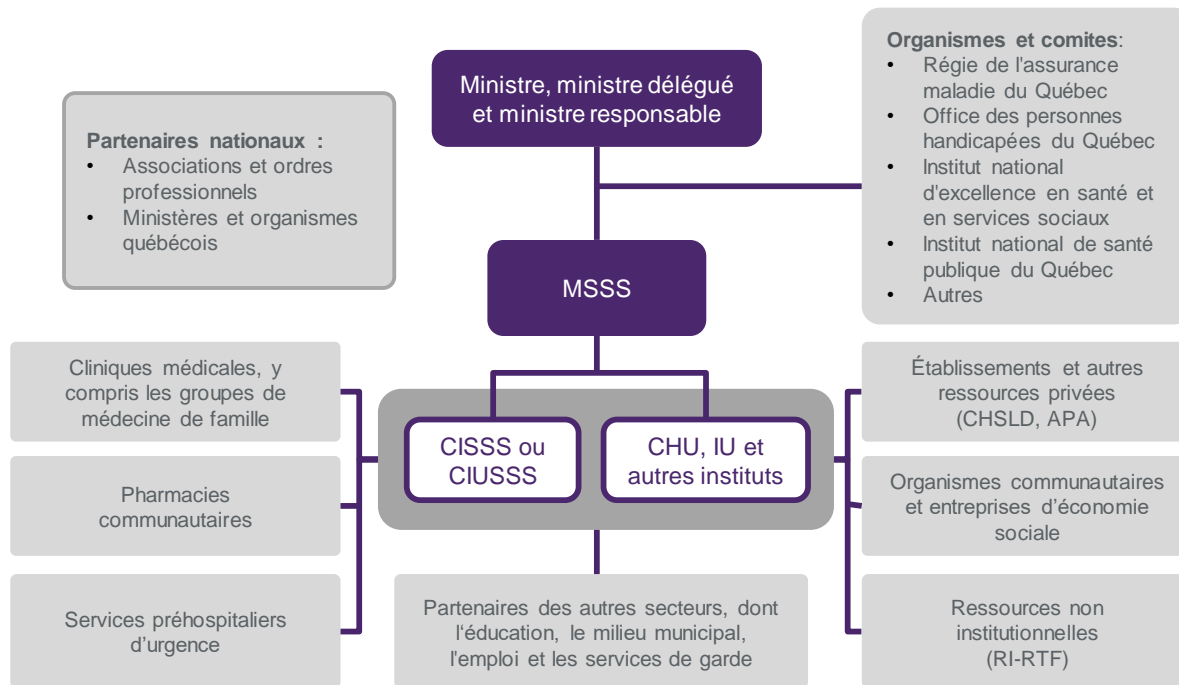 Ministre, ministre délégué
et ministre responsable
Organismes et comites:
• Régie de l'assurance
maladie du Québec
• Office des personnes
handicapées du Québec
• Institut national
d'excellence en santé et
en services sociaux
• Institut national de santé
publique du Québec
• Autres
Partenaires nationaux :
• Associations et ordres
professionnels
• Ministères et organismes
québécois
MSSS
Cliniques médicales, y
compris les groupes de
médecine de famille
CISSS ou
CIUSSS
CHU, IU et
autres instituts
Établissements et autres
ressources privées
(CHSLD, APA)
Pharmacies
communautaires
Organismes communautaires
et entreprises d’économie
sociale
Services préhospitaliers
d’urgence
Partenaires des autres secteurs, dont
l‘éducation, le milieu municipal,
l'emploi et les services de garde
Ressources non
institutionnelles
(RI-RTF)